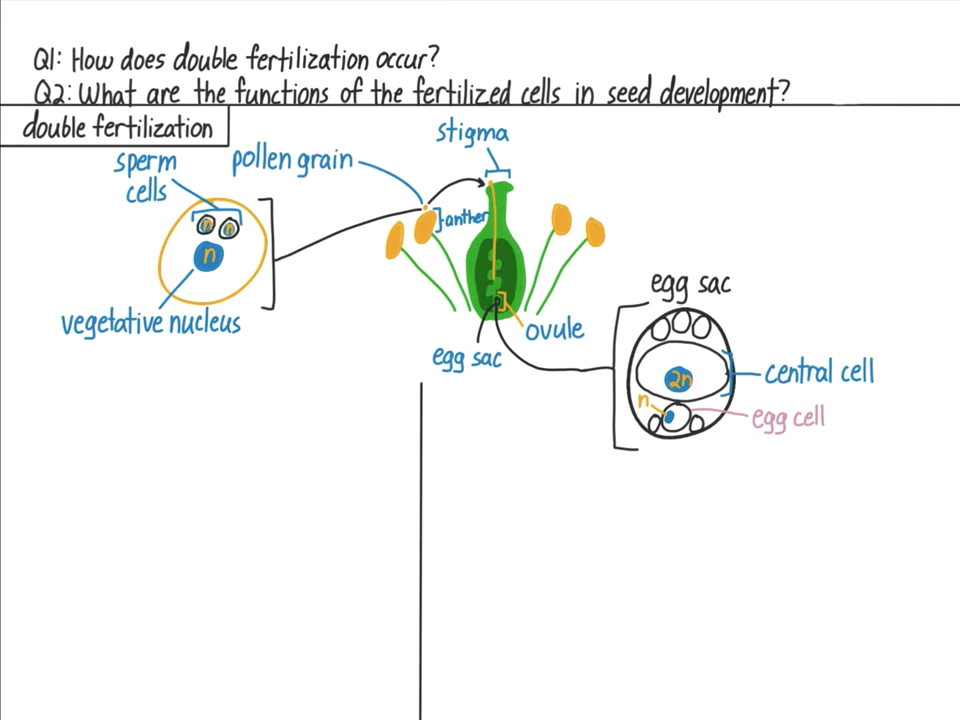 Q1: How does double fertilization occur?
Q2: What are the functions of the fertilized cells in seed development?
double fertilization
stigma
sperm
cells
pollen grain
anther
n n
n
vegetative nucleus
ovule
egg sac
egg sac
2n
central cell
n
egg cell